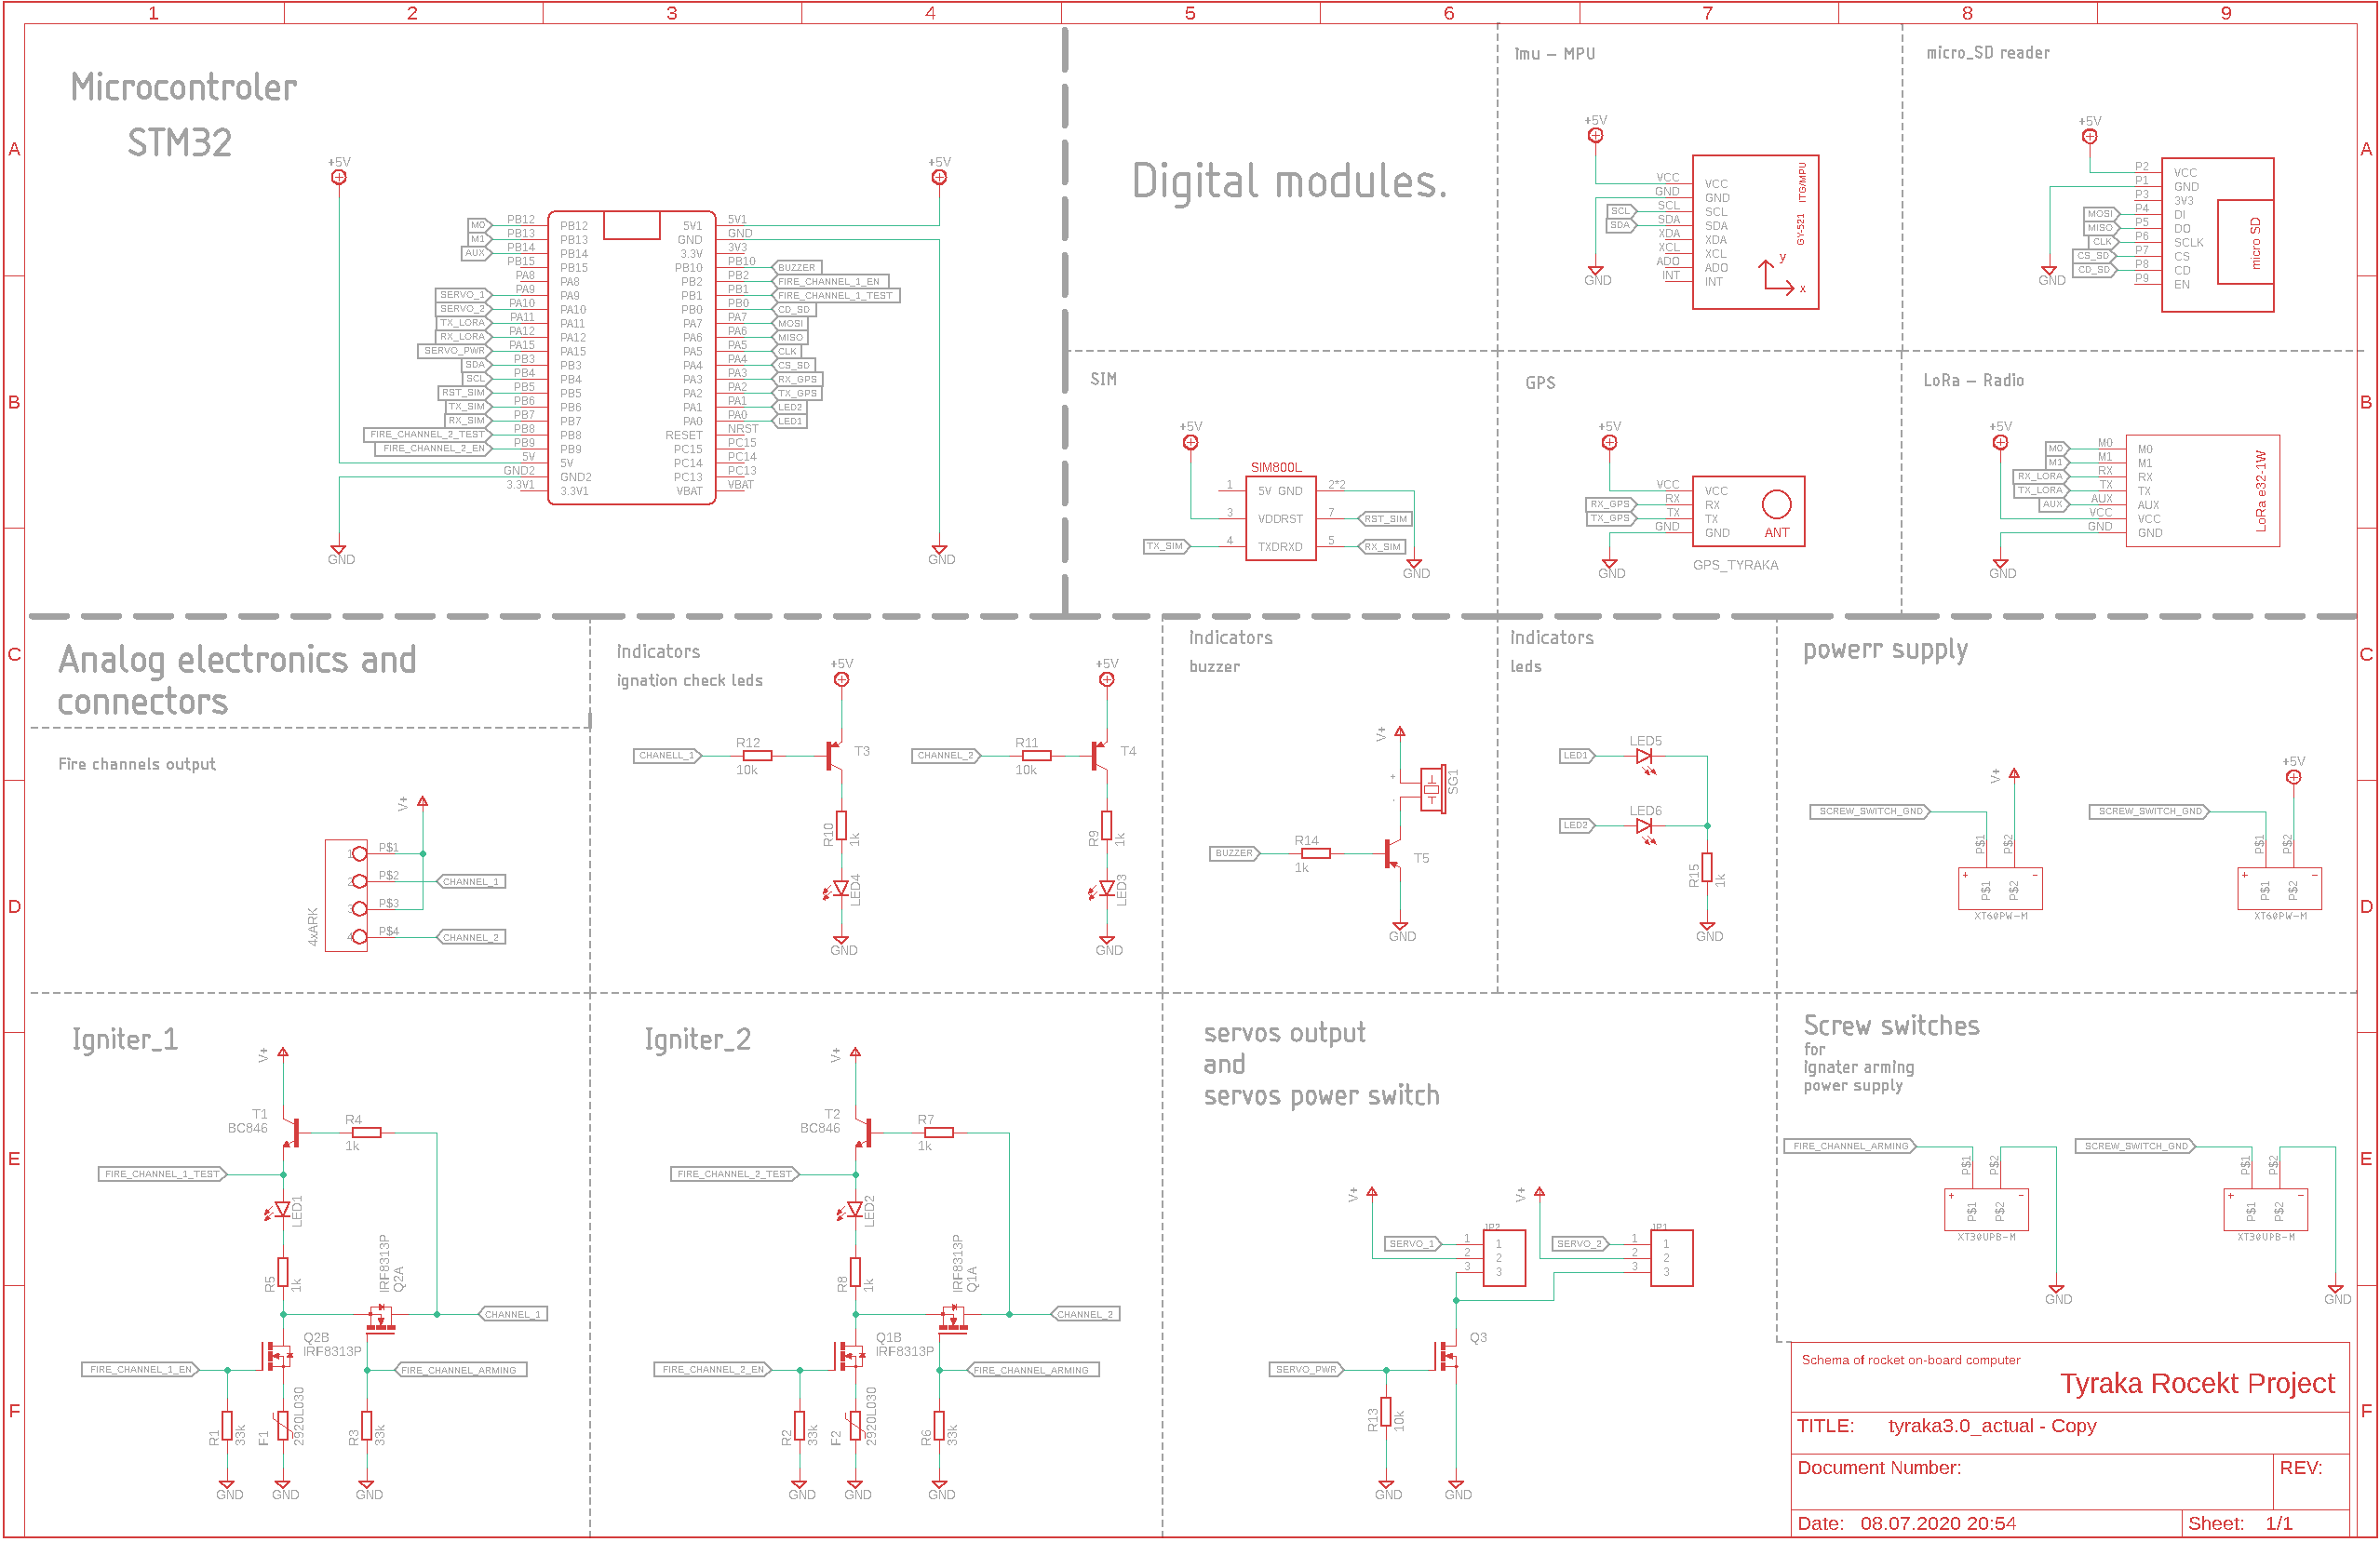 1 2 3 4 5 6 7 8 9
A
B
C
D
E
F
A
B
C
D
E
F
Microcontroler
STM32
+5V
+5V
M0 PB12
M1 PB13
AUX PB14
PB15
PA8
SERVO_1 PA9
SERVO_2 PA10
TX_LORA PA11
RX_LORA PA12
SERVO_PWR PA15
SDA PB3
SCL PB4
RST_SIM PB5
TX_SIM PB6
RX_SIM PB7
FIRE_CHANNEL_2_TEST PB8
FIRE_CHANNEL_2_EN PB9
5V
GND2
3.3V1
PB12 5V1
PB13 GND
PB14 3.3V
PB15 PB10
PA8 PB2
PA9 PB1
PA10 PB0
PA11 PA7
PA12 PA6
PA15 PA5
PB3 PA4
PB4 PA3
PB5 PA2
PB6 PA1
PB7 PA0
PB8 RESET
PB9 PC15
5V PC14
GND2 PC13
3.3V1 VBAT
5V1
GND
3V3
PB10 BUZZER
PB2 FIRE_CHANNEL_1_EN
PB1 FIRE_CHANNEL_1_TEST
PB0 CD_SD
PA7 MOSI
PA6 MISO
PA5 CLK
PA4 CS_SD
PA3 RX_GPS
PA2 TX_GPS
PA1 LED2
PA0 LED1
NRST
PC15
PC14
PC13
VBAT
GND
GND
Digital modules.
Imu – MPU
+5V
VCC VCC
GND GND
SCL SCL SCL
SDA SDA SDA
XDA XDA
XCL XCL
ADO ADO
INT INT
GY-521 ITG/MPU
y
x
GND
micro_SD reader
+5V
P2 VCC
P1 GND
P3 3V3
MOSI P4 DI
MISO P5 DO
CLK P6 SCLK
CS_SD P7 CS
CD_SD P8 CD
P9 EN
micro SD
GND
SIM
+5V
SIM800L
1 5V GND 2*2
3 VDDRST 7 RST_SIM
TX_SIM 4 TXDRXD 5 RX_SIM
GND
GPS
+5V
VCC VCC
RX_GPS RX RX
TX_GPS TX TX
GND GND
ANT
GPS_TYRAKA
GND
LoRa – Radio
+5V
M0 M0 M0
M1 M1 M1
RX_LORA RX RX
TX_LORA TX TX
AUX AUX AUX
VCC VCC
GND GND
LoRa e32-1W
GND
Analog electronics and
connectors
Fire channels output
V+
1 P$1
2 P$2 CHANNEL_1
3 P$3
4 P$4 CHANNEL_2
4xARK
indicators
ignation check leds
+5V
CHANELL_1 R12 10k T3
R10 1k
LED4
GND
+5V
CHANNEL_2 R11 10k T4
R9 1k
LED3
GND
indicators
buzzer
V+
+
-
SG1
BUZZER R14 1k T5
GND
indicators
leds
LED1 LED5
LED2 LED6
R15 1k
GND
powerr supply
SCREW_SWITCH_GND V+
P$1 P$2
+ P$1 P$2 -
XT60PW-M
SCREW_SWITCH_GND +5V
P$1 P$2
+ P$1 P$2 -
XT60PW-M
Igniter_1
V+
T1
BC846
R4
1k
FIRE_CHANNEL_1_TEST
LED1
R5 1k
IRF8313P
Q2A
CHANNEL_1
Q2B
IRF8313P
FIRE_CHANNEL_1_EN
FIRE_CHANNEL_ARMING
R1 33k
F1 2920L030
R3 33k
GND GND GND
Igniter_2
V+
T2
BC846
R7
1k
FIRE_CHANNEL_2_TEST
LED2
R8 1k
IRF8313P
Q1A
CHANNEL_2
Q1B
IRF8313P
FIRE_CHANNEL_2_EN
FIRE_CHANNEL_ARMING
R2 33k
F2 2920L030
R6 33k
GND GND GND
servos output
and
servos power switch
V+ V+
JP2 JP1
SERVO_1 1 1
2 2
3 3
SERVO_2 1 1
2 2
3 3
Q3
SERVO_PWR
R13 10k
GND GND
Screw switches
for
ignater arming
power supply
FIRE_CHANNEL_ARMING
P$1 P$2
+ P$1 P$2 -
XT30UPB-M
GND
SCREW_SWITCH_GND
P$1 P$2
+ P$1 P$2 -
XT30UPB-M
GND
Schema of rocket on-board computer
Tyraka Rocekt Project
TITLE: tyraka3.0_actual - Copy
Document Number:
REV:
Date: 08.07.2020 20:54
Sheet: 1/1